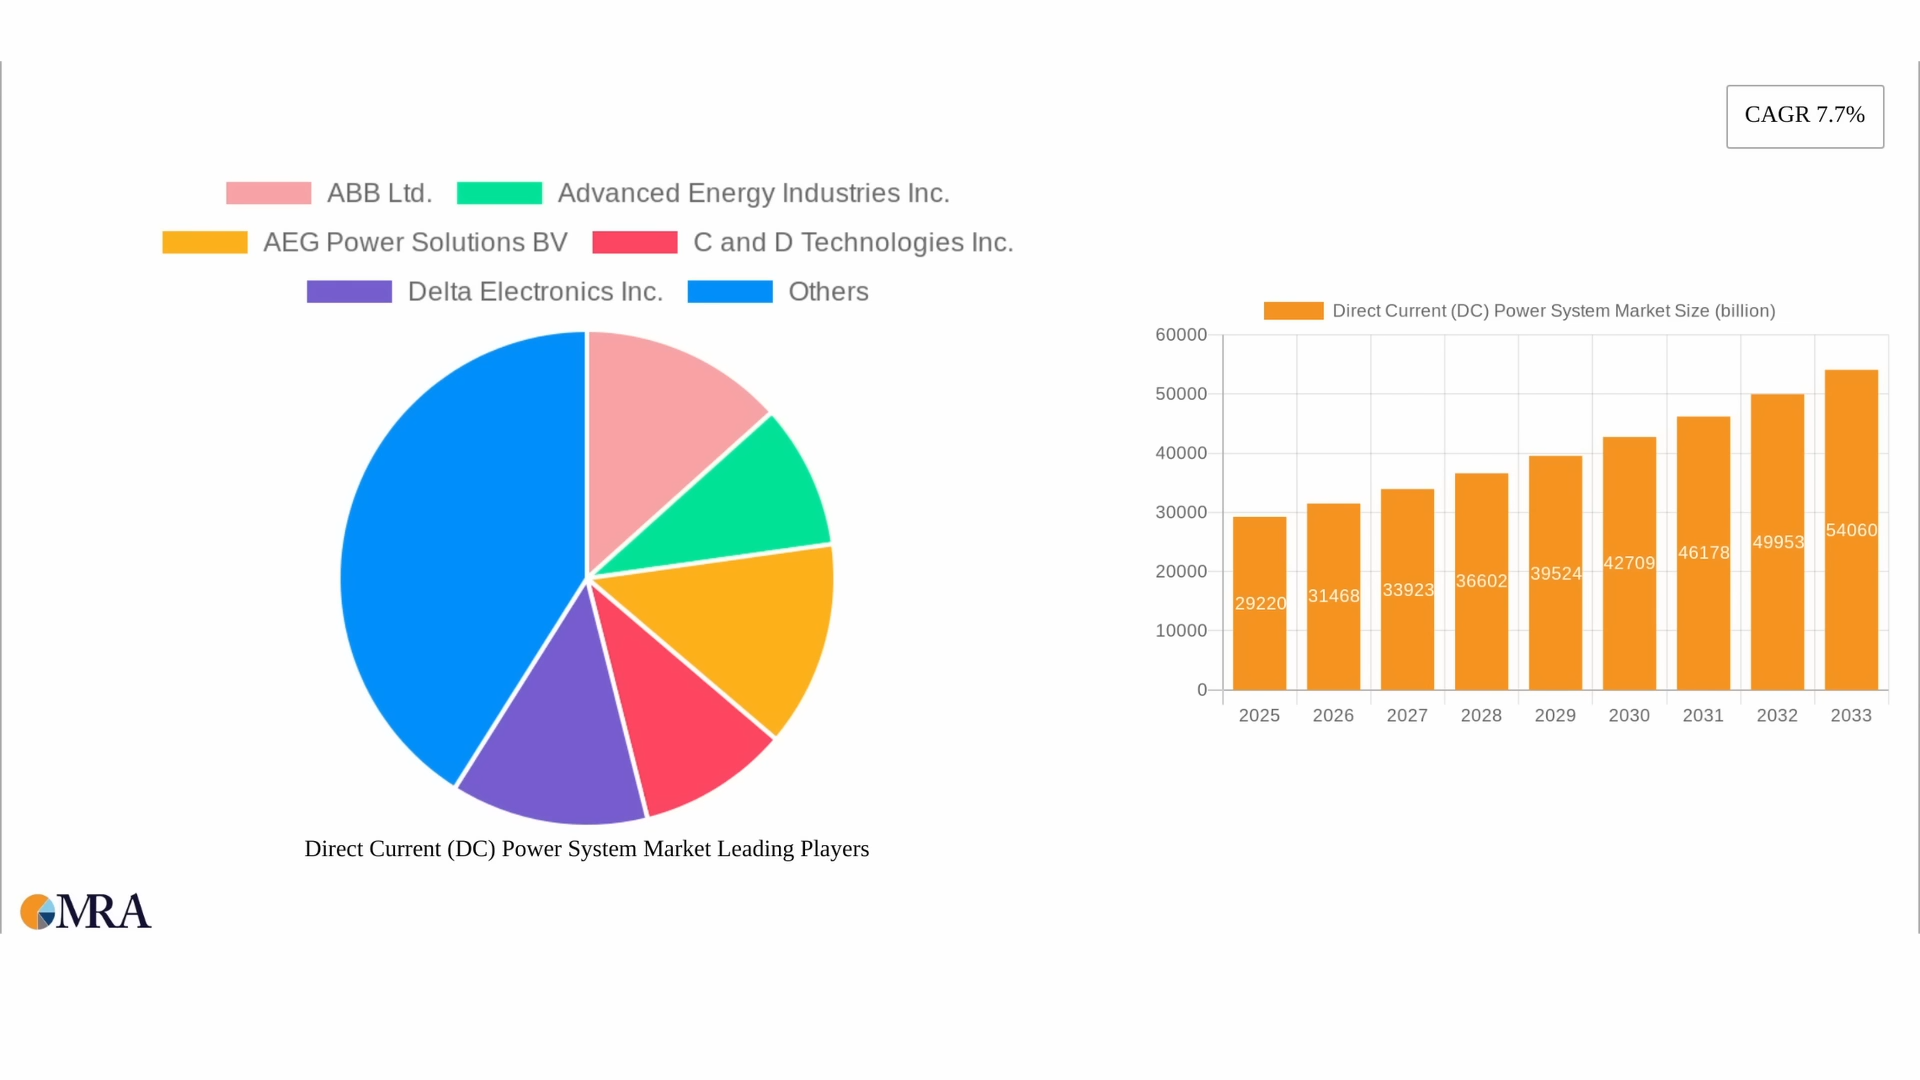 CAGR 7.7%
ABB Ltd. Advanced Energy Industries Inc.
AEG Power Solutions BV C and D Technologies Inc.
Delta Electronics Inc. Others
Direct Current (DC) Power System Market Leading Players
Direct Current (DC) Power System Market Size (billion)
60000
50000
40000
30000
20000
10000
0
29220 31468 33923 36602 39524 42709 46178 49953 54060
2025 2026 2027 2028 2029 2030 2031 2032 2033
MRA